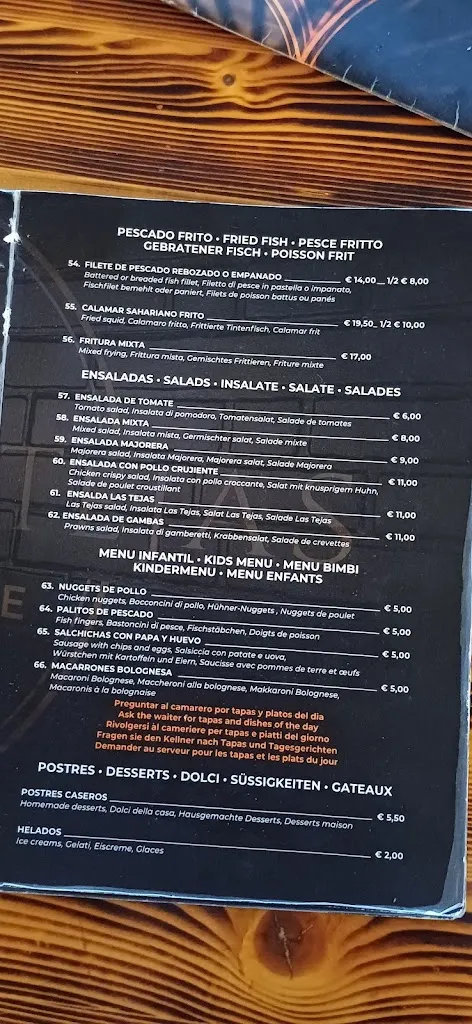 PESCADO FRITO • FRIED FISH • PESCE FRITTO
GEBRATENER FISCH • POISSON FRIT
54. FILETE DE PESCADO REBOZADO O EMPANADO € 14,00 1/2 € 8,00
Battered or breaded fish fillet, Filetto di pesce in pastella o impanato,
Fischfilet bemehit oder paniert, Filets de poisson battus ou panés
55. CALAMAR SAHARIANO FRITO € 19,50 1/2 € 10,00
Fried squid, Calamaro fritto, Frittierte Tintenfisch, Calamar frit
56. FRITURA MIXTA € 17,00
Mixed frying, Frittura mista, Gemischtes Frittieren, Friture mixte
ENSALADAS • SALADS • INSALATE • SALATE • SALADES
57. ENSALADA DE TOMATE € 6,00
Tomato salad, Insalata di pomodoro, Tomatensalat, Salade de tomates
58. ENSALADA MIXTA € 8,00
Mixed salad, Insalata mista, Germischter salat, Salade mixte
59. ENSALADA MAJORERA € 9,00
Majorera salad, Insalata Majorera, Majorera salat, Salade Majorera
60. ENSALADA CON POLLO CRUJIENTE € 11,00
Chicken crispy salad, Insalata con pollo croccante, Salat mit knusprigem Huhn,
Salade de poulet croustillant
61. ENSALDA LAS TEJAS € 11,00
Las Tejas salad, Insalata Las Tejas, Salat Las Tejas, Salade Las Tejas
62. ENSALADA DE GAMBAS € 11,00
Prawns salad, Insalata di gamberetti, Krabbensalat, Salade de crevettes
MENU INFANTIL • KIDS MENU • MENU BIMBI
KINDERMENU • MENU ENFANTS
63. NUGGETS DE POLLO € 5,00
Chicken nuggets, Bocconcini di pollo, Hühner-Nuggets , Nuggets de poulet
64. PALITOS DE PESCADO € 5,00
Fish fingers, Bastoncini di pesce, Fischstäbchen, Doigts de poisson
65. SALCHICHAS CON PAPA Y HUEVO € 5,00
Sausage with chips and eggs, Salsiccia con patate e uova,
Würstchen mit Kartoffeln und Eiern, Saucisse avec pommes de terre et œufs
66. MACARRONES BOLOGNESA € 5,00
Macaroni Bolognese, Maccheroni alla bolognese, Makkaroni Bolognese,
Macaronis à la bolognaise
Preguntar al camarero por tapas y platos del dia
Ask the waiter for tapas and dishes of the day
Rivolgersi al cameriere per tapas e piatti del giorno
Fragen sie den Kellner nach Tapas und Tagesgerichten
Demander au serveur pour les tapas et les plats du jour
POSTRES • DESSERTS • DOLCI • SÜSSIGKEITEN • GATEAUX
POSTRES CASEROS € 5,50
Homemade desserts, Dolci della casa, Hausgemachte Desserts, Desserts maison
HELADOS € 2,00
Ice creams, Gelati, Eiscreme, Glaces